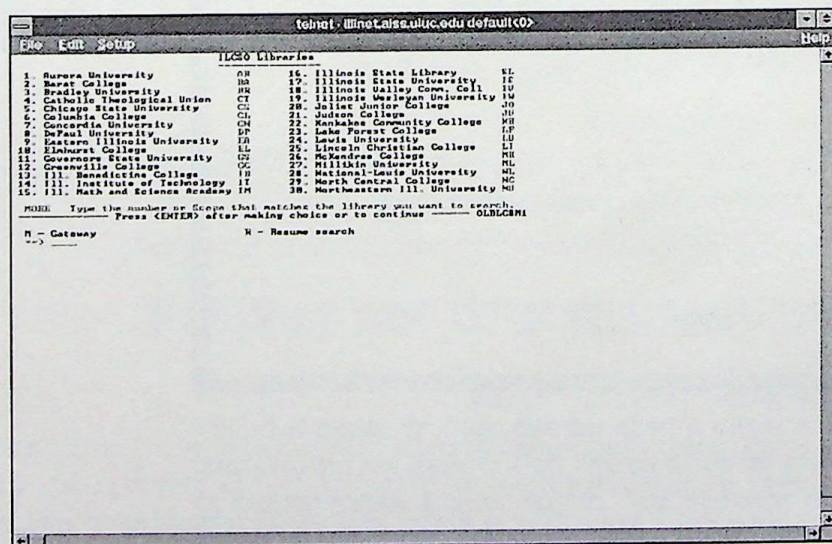 telnet - illinet.aiss.uiuc.edu default<0>
File Edit Setup Help
ILCSO Libraries
1. Aurora University 16. Illinois State Library
2. Barat College BA 17. Illinois State University
3. Bradley University 18. Illinois Valley Comm. Coll IV
4. Catholic Theological Union CT 19. Illinois Wesleyan University IW
5. Chicago State University CS 20. Joliet Junior College JO
6. Columbia College CL 21. Judson College JU
7. Concordia University 22. Kankakee Community College
8. DePaul University DP 23. Lake Forest College LF
9. Eastern Illinois University EA 24. Lewis University LU
10. Elmhurst College EL 25. Lincoln Christian College LI
11. Governors State University GS 26. McKendree College
12. Greenville College GC 27. Millikin University ML
13. Ill. Benedictine College IB 28. National-Louis University NL
14. Ill. Institute of Technology IT 29. North Central College NC
15. Ill. Math and Science Academy IM 30. Northeastern Ill. University NU
MORE Type the number or Scope that matches the library you want to search.
Press <ENTER> after making choice or to continue OLBLCSM1
M - Gateway R - Resume search
-->